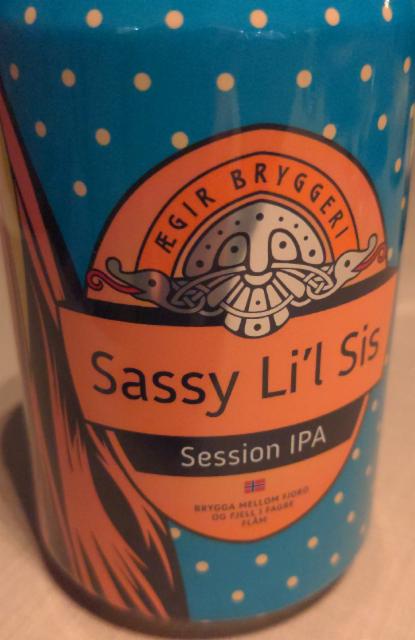 ÆGIR BRYGGERI
Sassy Li'l Sis
Session IPA
BRYGGA MELLOM FJORD
OG FJELL I FAGRE
FLÅM